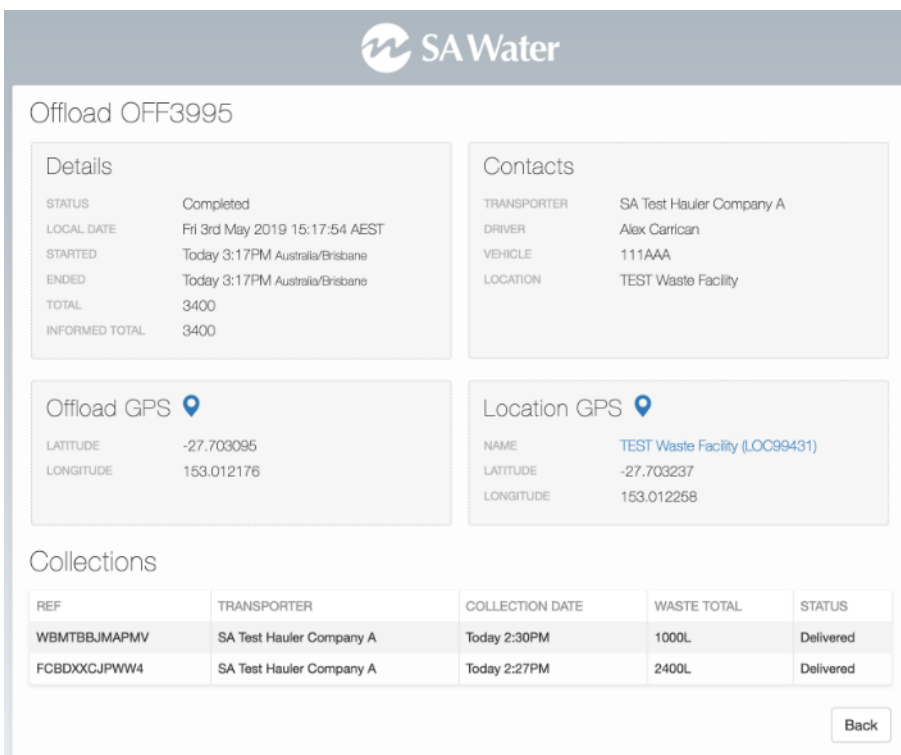 SA Water
Offload OFF3995
Details
STATUS Completed
LOCAL DATE Fri 3rd May 2019 15:17:54 AEST
STARTED Today 3:17PM Australia/Brisbane
ENDED Today 3:17PM Australia/Brisbane
TOTAL 3400
INFORMED TOTAL 3400
Contacts
TRANSPORTER SA Test Hauler Company A
DRIVER Alex Carrican
VEHICLE 111AAA
LOCATION TEST Waste Facility
Offload GPS
LATITUDE -27.703095
LONGITUDE 153.012176
Location GPS
NAME TEST Waste Facility (LOC99431)
LATITUDE -27.703237
LONGITUDE 153.012258
Collections
REF TRANSPORTER COLLECTION DATE WASTE TOTAL STATUS
WBMTBBJMAPMV SA Test Hauler Company A Today 2:30PM 1000L Delivered
FCBDXXCJPWW4 SA Test Hauler Company A Today 2:27PM 2400L Delivered
Back